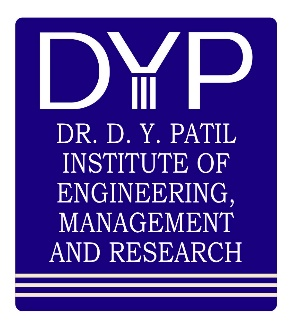 DYP
DR. D. Y. PATIL
INSTITUTE OF
ENGINEERING,
MANAGEMENT
AND RESEARCH